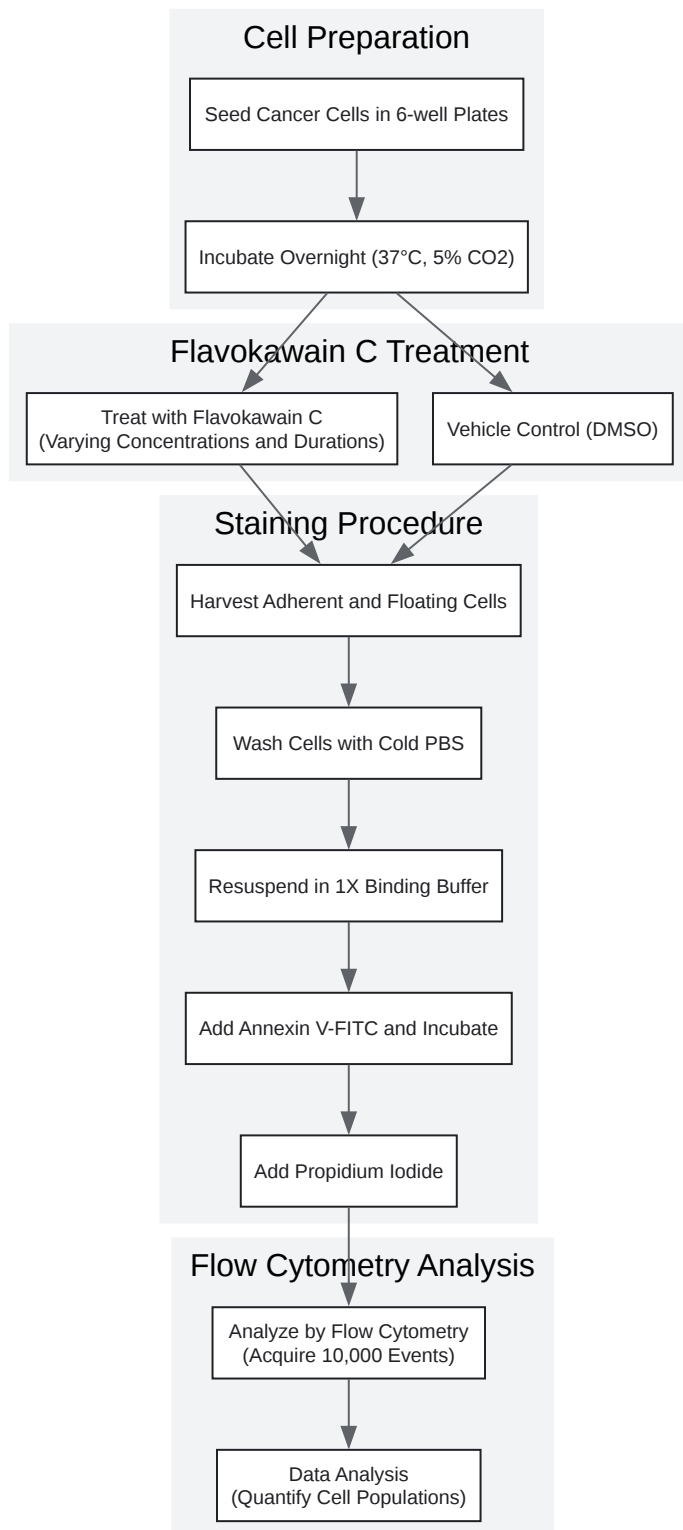 Cell Preparation
Seed Cancer Cells in 6-well Plates
Incubate Overnight (37°C, 5% CO2)
Flavokawain C Treatment
Treat with Flavokawain C
(Varying Concentrations and Durations)
Vehicle Control (DMSO)
Staining Procedure
Harvest Adherent and Floating Cells
Wash Cells with Cold PBS
Resuspend in 1X Binding Buffer
Add Annexin V-FITC and Incubate
Add Propidium Iodide
Flow Cytometry Analysis
Analyze by Flow Cytometry
(Acquire 10,000 Events)
Data Analysis
(Quantify Cell Populations)